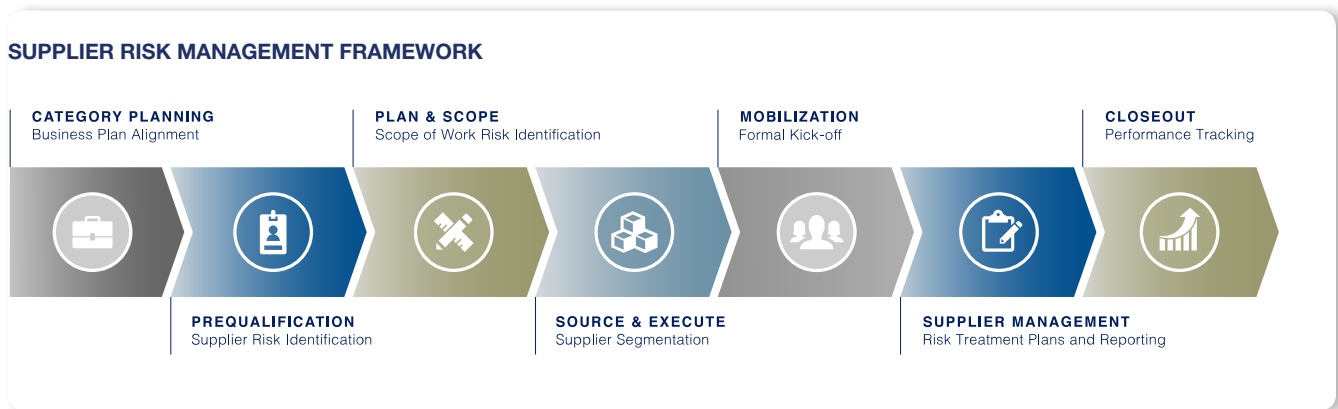 SUPPLIER RISK MANAGEMENT FRAMEWORK
CATEGORY PLANNING
Business Plan Alignment
PREQUALIFICATION
Supplier Risk Identification
PLAN & SCOPE
Scope of Work Risk Identification
SOURCE & EXECUTE
Supplier Segmentation
MOBILIZATION
Formal Kick-off
SUPPLIER MANAGEMENT
Risk Treatment Plans and Reporting
CLOSEOUT
Performance Tracking